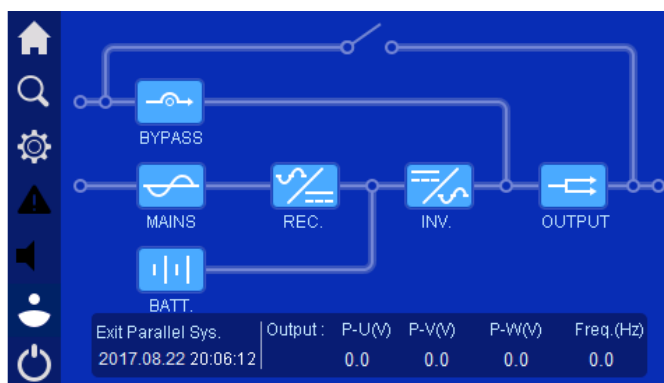 BYPASS
MAINS
REC.
INV.
OUTPUT
BATT.
Exit Parallel Sys.
2017.08.22 20:06:12
Output : P-U(V) P-V(V) P-W(V) Freq.(Hz)
0.0 0.0 0.0 0.0